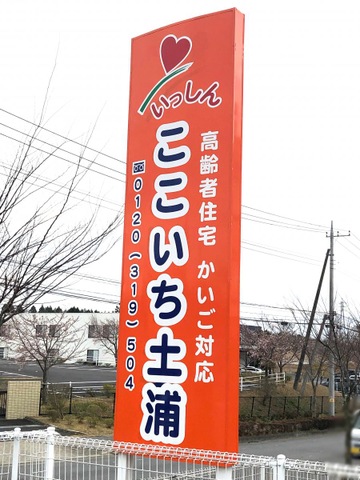 いっしん
高齢者住宅 かいご対応
ここいち土浦
0120(319)504